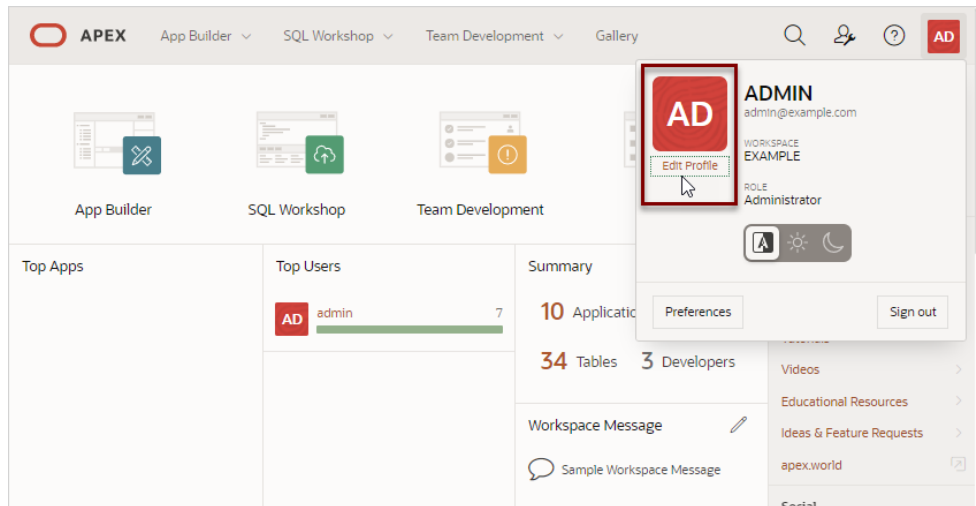 APEX App Builder SQL Workshop Team Development Gallery AD
AD
Edit Profile
ADMIN
admin@example.com
WORKSPACE
EXAMPLE
ROLE
Administrator
Preferences Sign out
App Builder SQL Workshop Team Development
Top Apps
Top Users
AD admin 7
Summary
10
34 Tables 3 Developers
Workspace Message
Sample Workspace Message
Videos
Educational Resources
Ideas & Feature Requests
apex.world